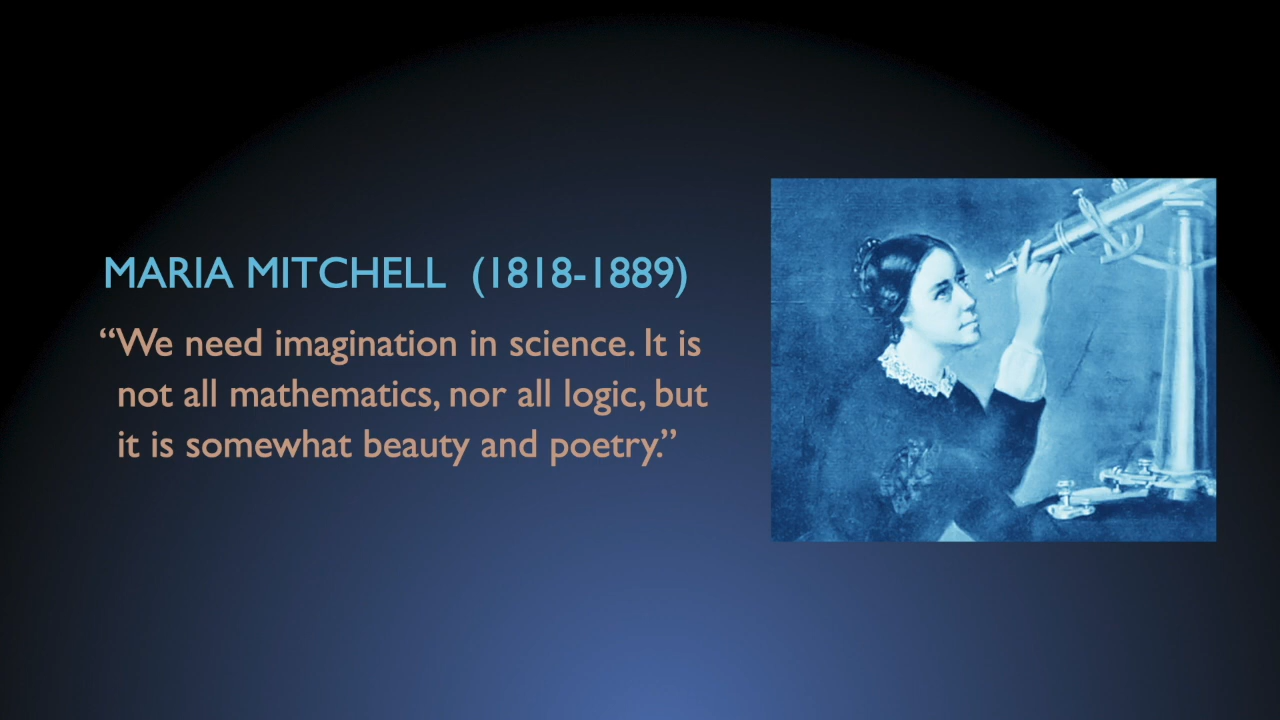 MARIA MITCHELL (1818-1889)
“We need imagination in science. It is
not all mathematics, nor all logic, but
it is somewhat beauty and poetry.”